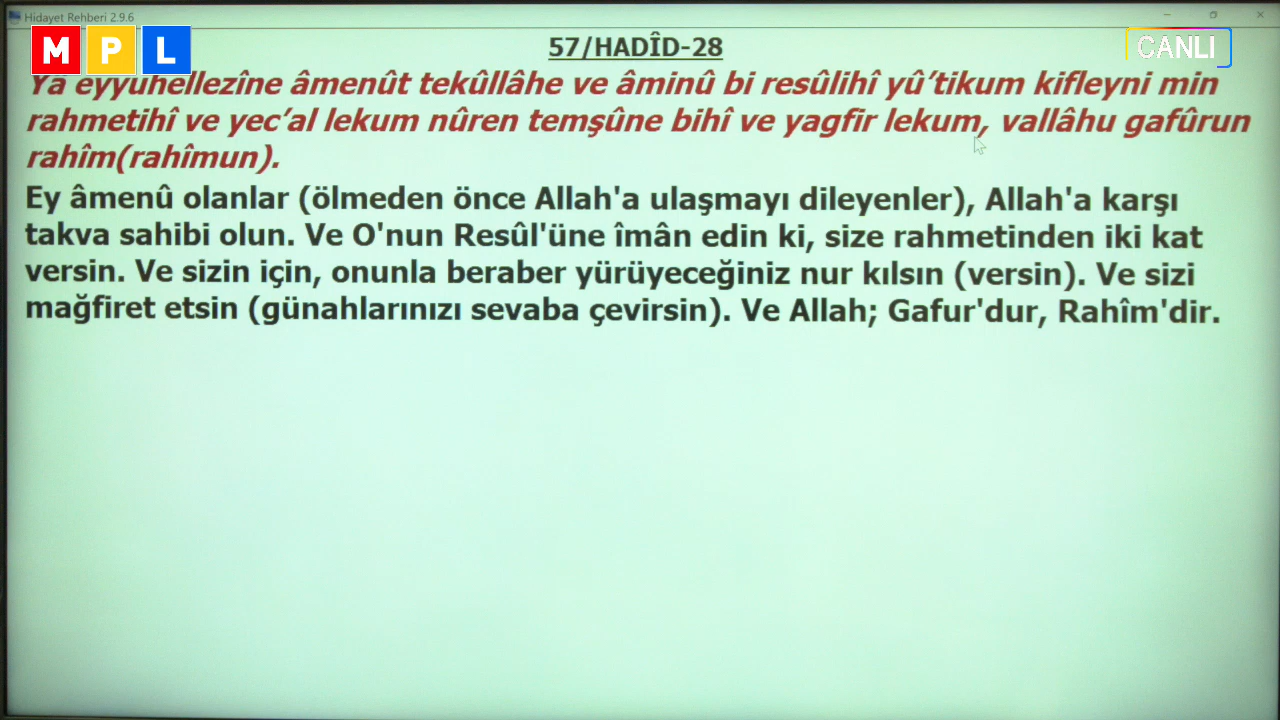 Hidayet Rehberi 2.9.6
MPL
CANLI
57/HADÎD-28
Yâ eyyuhellezîne âmenût tekûllâhe ve âminû bi resûlihî yû’tikum kifleyni min
rahmetihî ve yec’al lekum nûren temşûne bihî ve yagfir lekum, vallâhu gafûrun
rahîm(rahîmun).
Ey âmenû olanlar (ölmeden önce Allah'a ulaşmayı dileyenler), Allah'a karşı
takva sahibi olun. Ve O'nun Resûl'üne îmân edin ki, size rahmetinden iki kat
versin. Ve sizin için, onunla beraber yürüyeceğiniz nur kılsın (versin). Ve sizi
mağfiret etsin (günahlarınızı sevaba çevirsin). Ve Allah; Gafur'dur, Rahîm'dir.